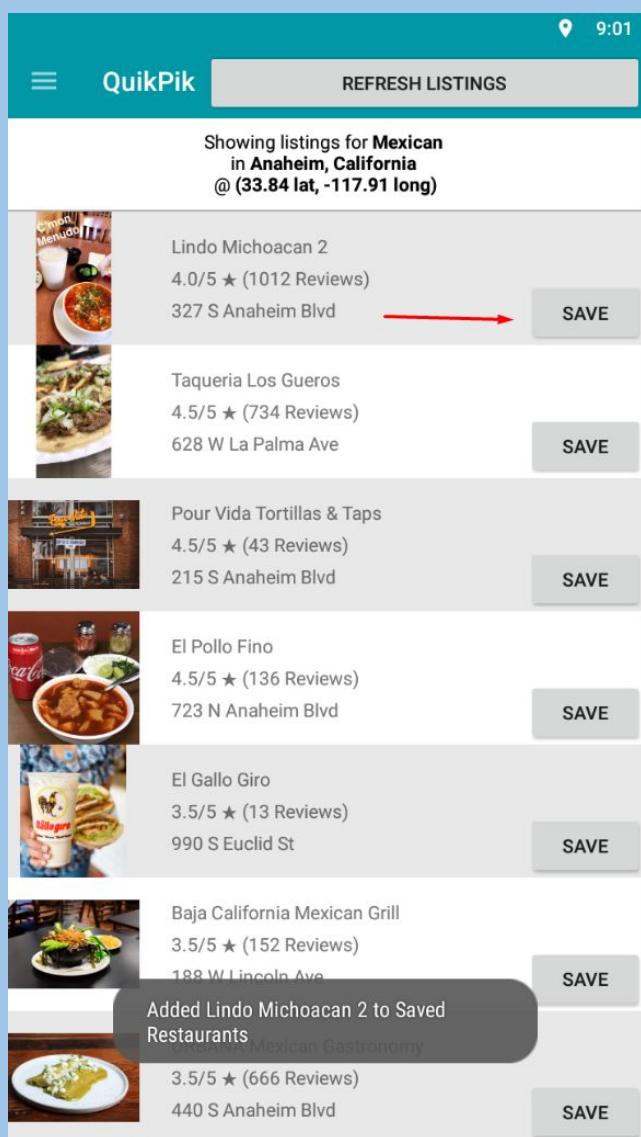 9:01
QuikPik
REFRESH LISTINGS
Showing listings for Mexican
in Anaheim, California
@ (33.84 lat, -117.91 long)
C'mon
Menudo!
Lindo Michoacan 2
4.0/5 ★ (1012 Reviews)
327 S Anaheim Blvd
SAVE
Taqueria Los Gueros
4.5/5 ★ (734 Reviews)
628 W La Palma Ave
SAVE
Pour Vida Tortillas & Taps
4.5/5 ★ (43 Reviews)
215 S Anaheim Blvd
SAVE
El Pollo Fino
4.5/5 ★ (136 Reviews)
723 N Anaheim Blvd
SAVE
El Gallo Giro
3.5/5 ★ (13 Reviews)
990 S Euclid St
SAVE
Baja California Mexican Grill
3.5/5 ★ (152 Reviews)
188 W Lincoln Ave
SAVE
Added Lindo Michoacan 2 to Saved
Restaurants
Mexican Gastronomy
3.5/5 ★ (666 Reviews)
440 S Anaheim Blvd
SAVE